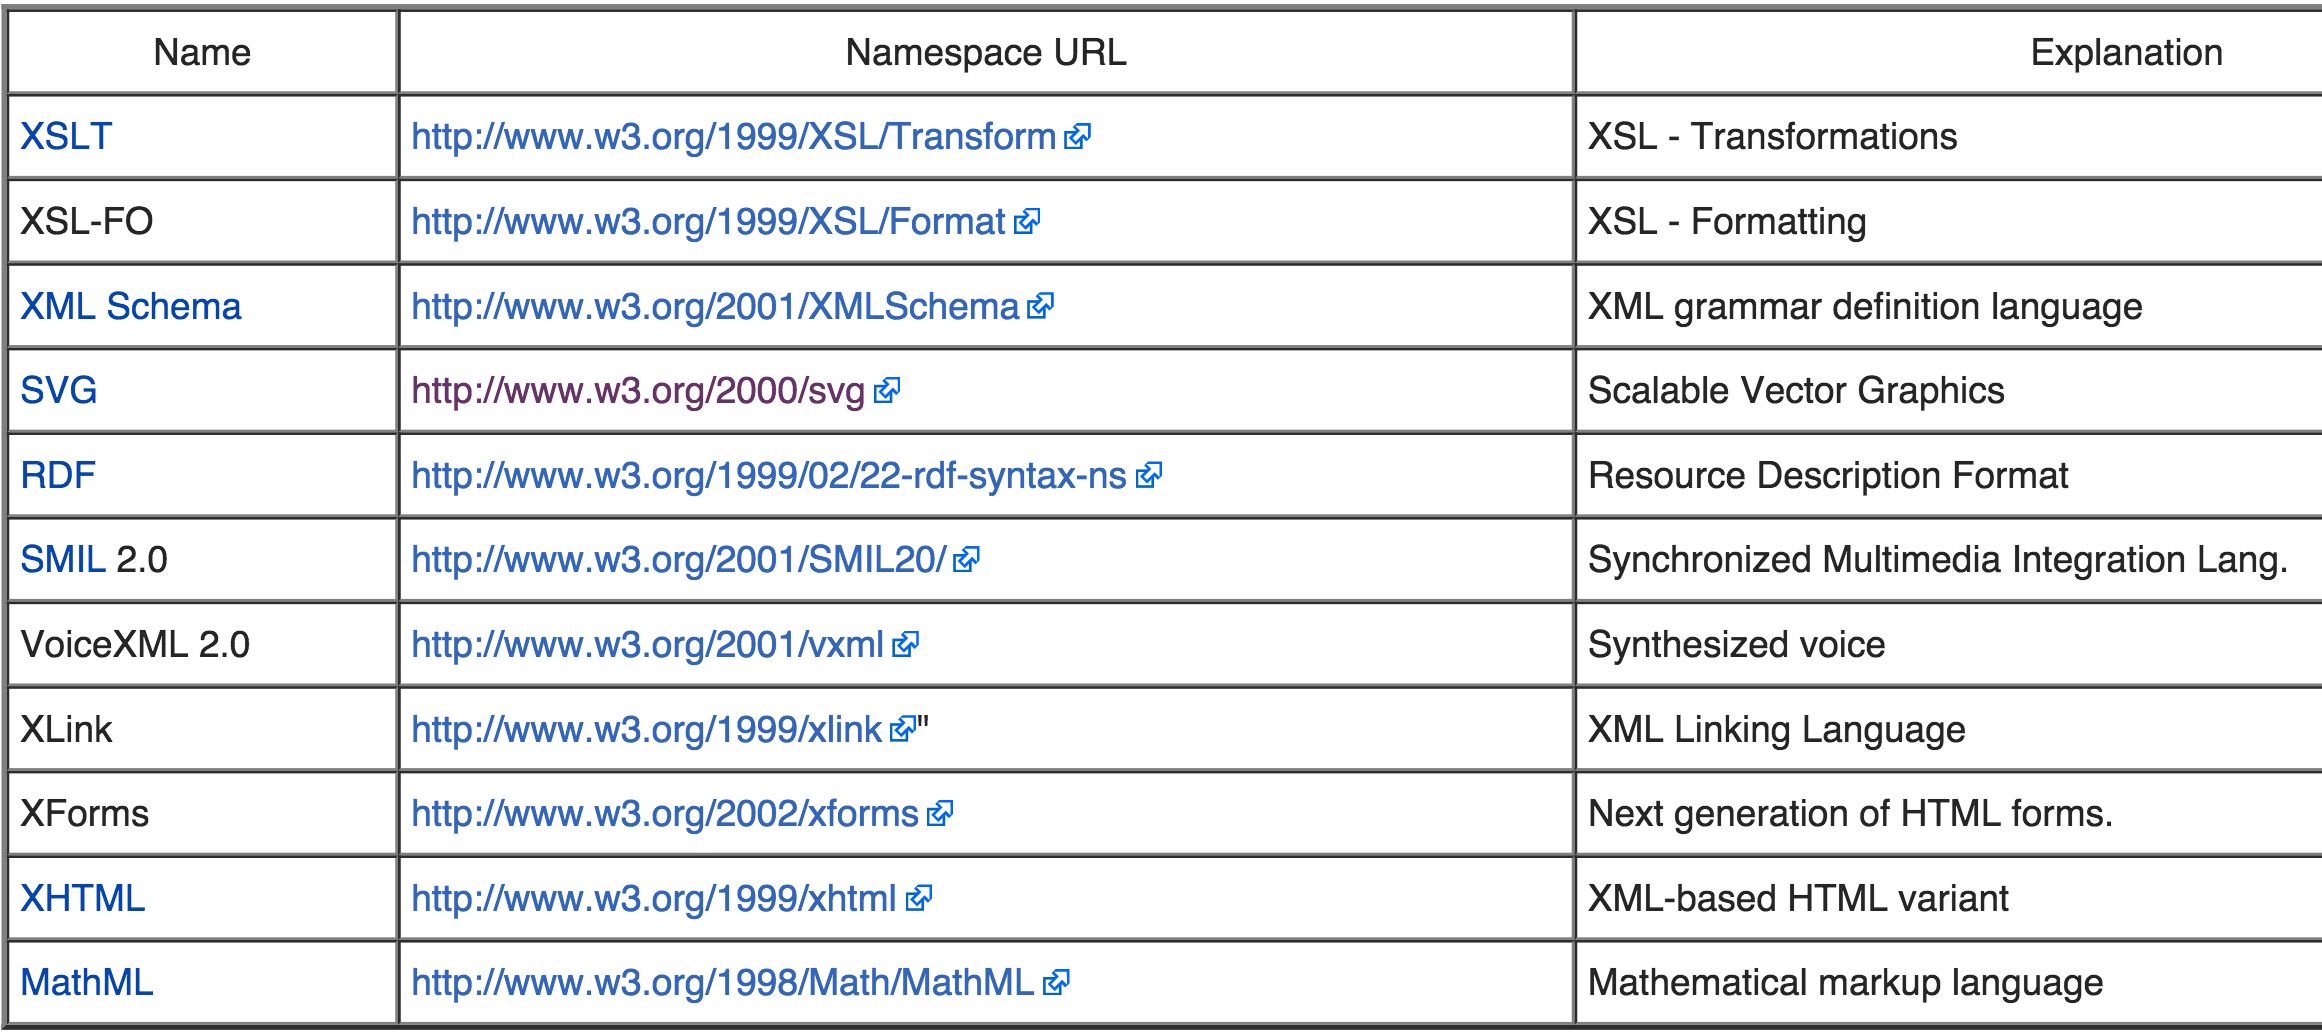 Name Namespace URL Explanation
XSLT http://www.w3.org/1999/XSL/Transform XSL - Transformations
XSL-FO http://www.w3.org/1999/XSL/Format XSL - Formatting
XML Schema http://www.w3.org/2001/XMLSchema XML grammar definition language
SVG http://www.w3.org/2000/svg Scalable Vector Graphics
RDF http://www.w3.org/1999/02/22-rdf-syntax-ns Resource Description Format
SMIL 2.0 http://www.w3.org/2001/SMIL20/ Synchronized Multimedia Integration Lang.
VoiceXML 2.0 http://www.w3.org/2001/vxml Synthesized voice
XLink http://www.w3.org/1999/xlink" XML Linking Language
XForms http://www.w3.org/2002/xforms Next generation of HTML forms.
XHTML http://www.w3.org/1999/xhtml XML-based HTML variant
MathML http://www.w3.org/1998/Math/MathML Mathematical markup language